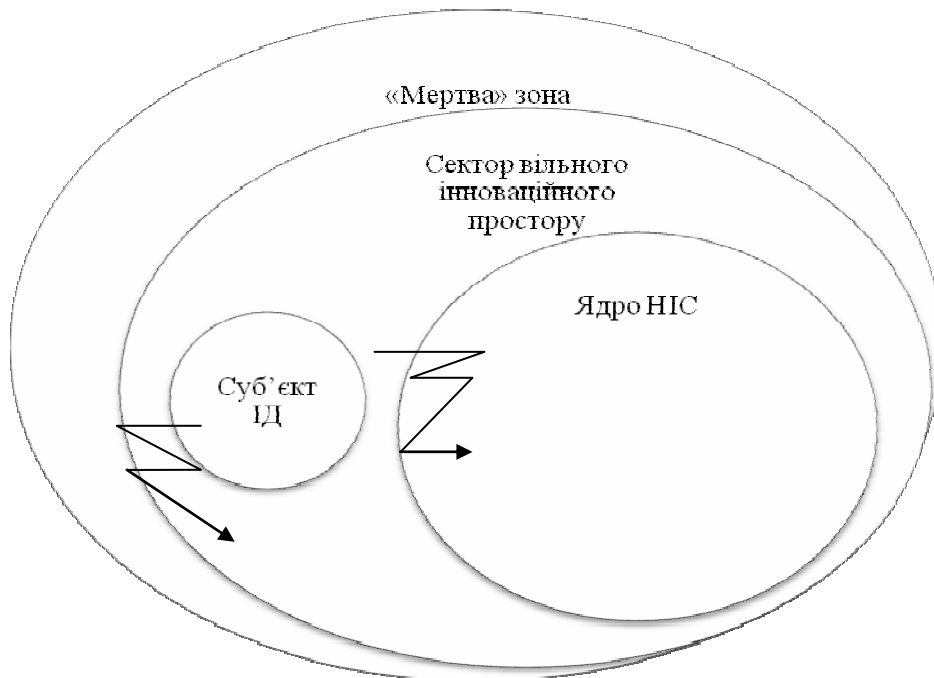 «Мертва» зона
Сектор вільного
інноваційного
простору
Ядро НІС
Суб’єкт
ІД